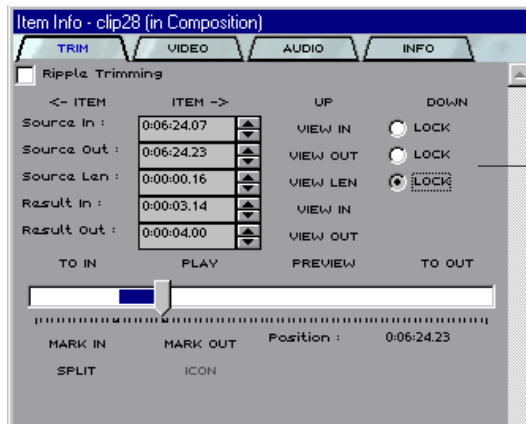 Item Info - clip28 (in Composition)
TRIM VIDEO AUDIO INFO
Ripple Trimming
<- ITEM ITEM -> UP DOWN
Source In : 0:06:24.07 VIEW IN LOCK
Source Out : 0:06:24.23 VIEW OUT LOCK
Source Len : 0:00:00.16 VIEW LEN LOCK
Result In : 0:00:03.14 VIEW IN
Result Out : 0:00:04.00 VIEW OUT
TO IN PLAY PREVIEW TO OUT
MARK IN MARK OUT Position : 0:06:24.23
SPLIT ICON